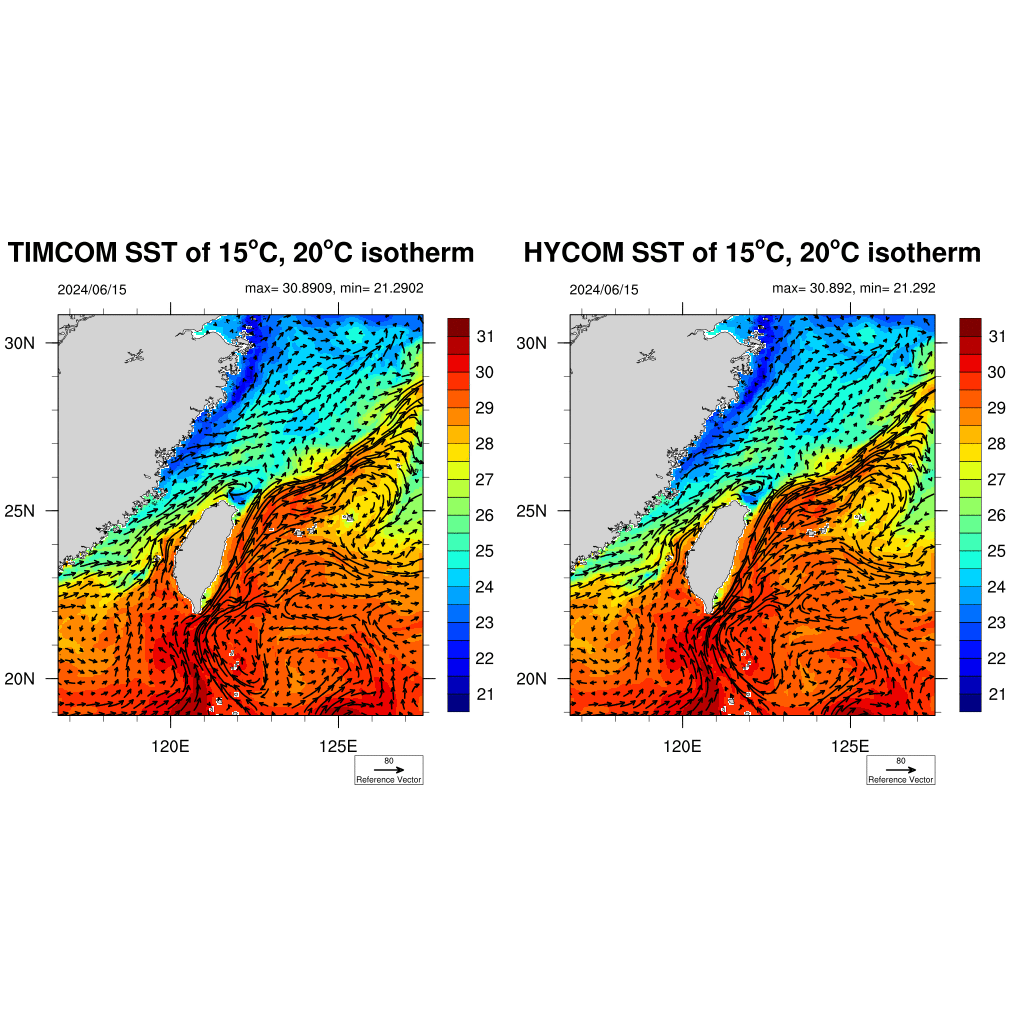 TIMCOM SST of 15°C, 20°C isotherm
2024/06/15
max= 30.8909, min= 21.2902
30N
25N
20N
120E
125E
31
30
29
28
27
26
25
24
23
22
21
80
Reference Vector
HYCOM SST of 15°C, 20°C isotherm
2024/06/15
max= 30.892, min= 21.292
30N
25N
20N
120E
125E
31
30
29
28
27
26
25
24
23
22
21
80
Reference Vector